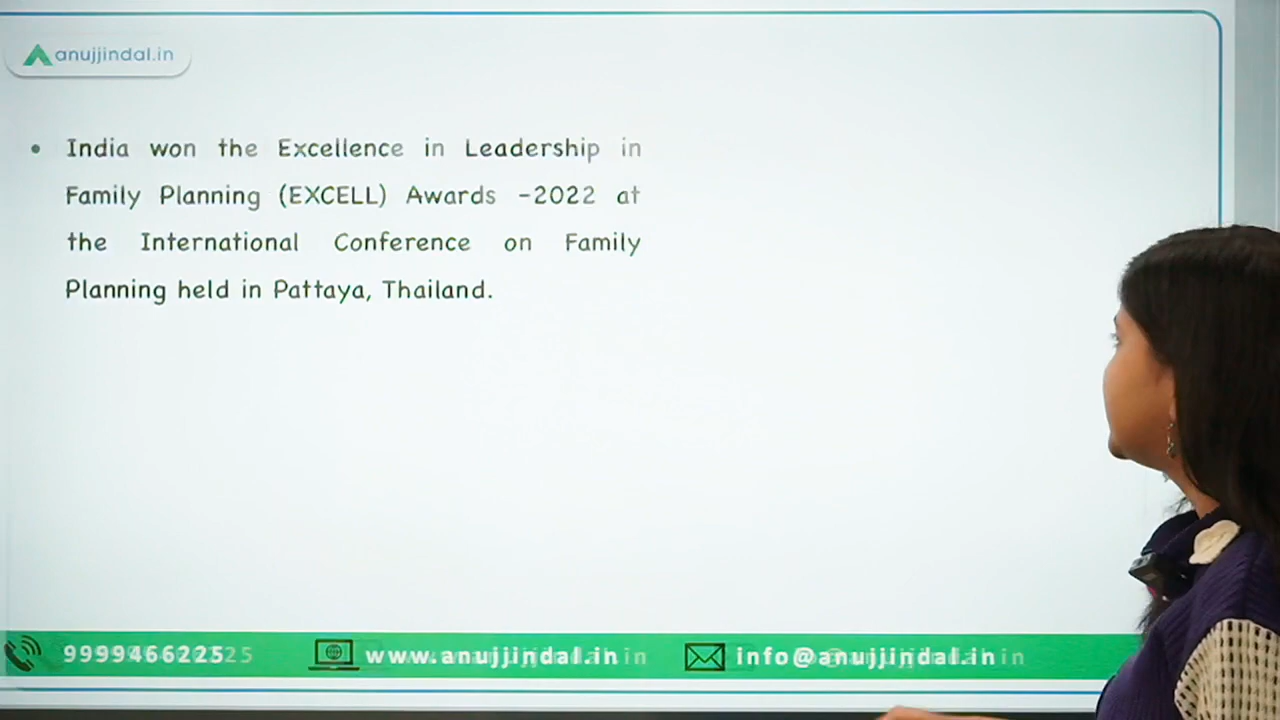 anujjindal.in
• India won the Excellence in Leadership in
Family Planning (EXCELL) Awards -2022 at
the International Conference on Family
Planning held in Pattaya, Thailand.
9999466225 www.anujjindal.in info@anujjindal.in